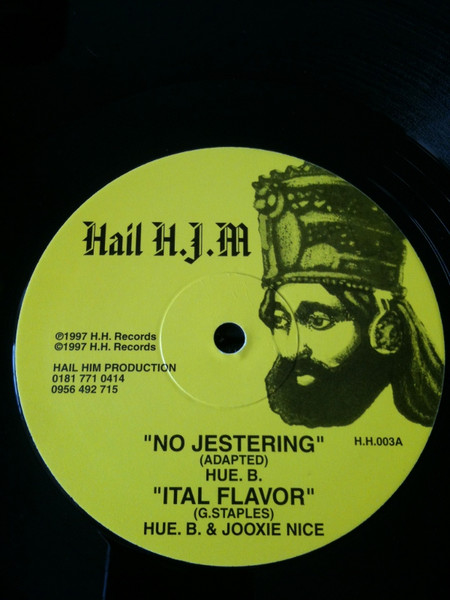 Hail H.I.M
℗1997 H.H. Records
©1997 H.H. Records
HAIL HIM PRODUCTION
0181 771 0414
0956 492 715
H.H.003A
"NO JESTERING"
(ADAPTED)
HUE. B.
"ITAL FLAVOR"
(G.STAPLES)
HUE. B. & JOOXIE NICE